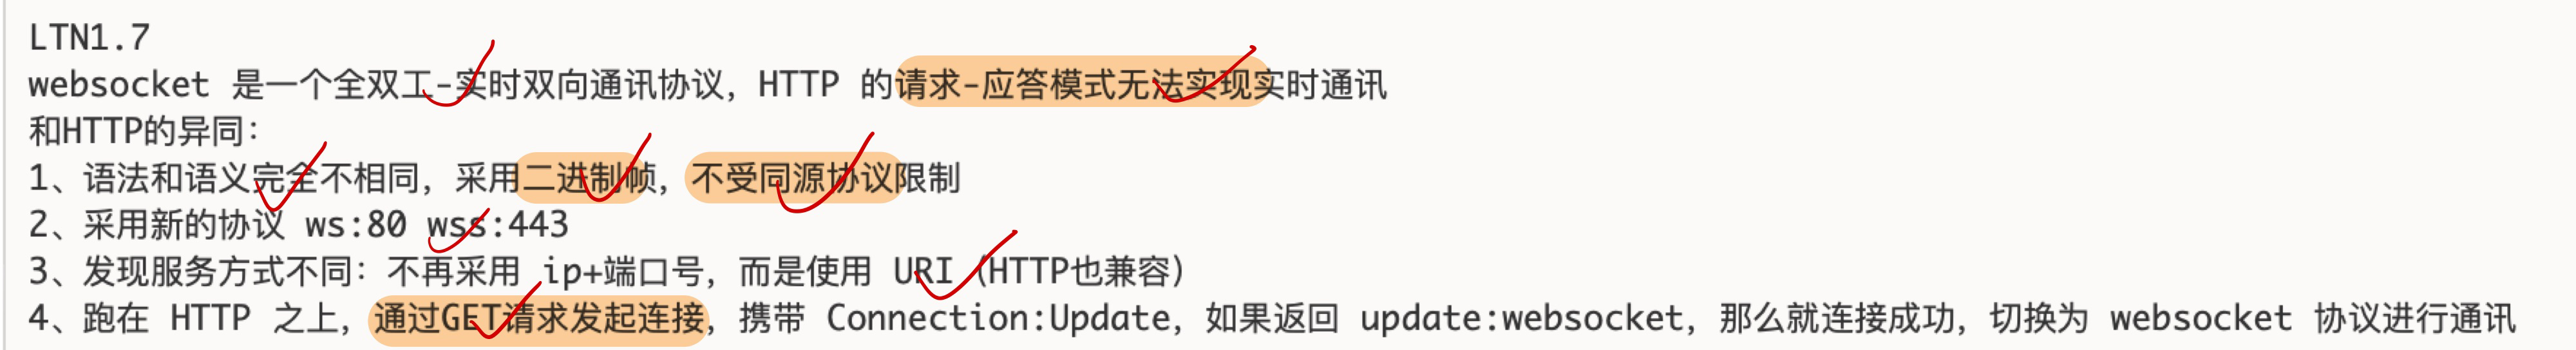 LTN1.7
websocket 是一个全双工-实时双向通讯协议，HTTP 的请求-应答模式无法实现实时通讯
和HTTP的异同：
1、语法和语义完全不相同，采用二进制帧，不受同源协议限制
2、采用新的协议 ws:80 wss:443
3、发现服务方式不同：不再采用 ip+端口号，而是使用 URI（HTTP也兼容）
4、跑在 HTTP 之上，通过GET请求发起连接，携带 Connection:Update，如果返回 update:websocket，那么就连接成功，切换为 websocket 协议进行通讯